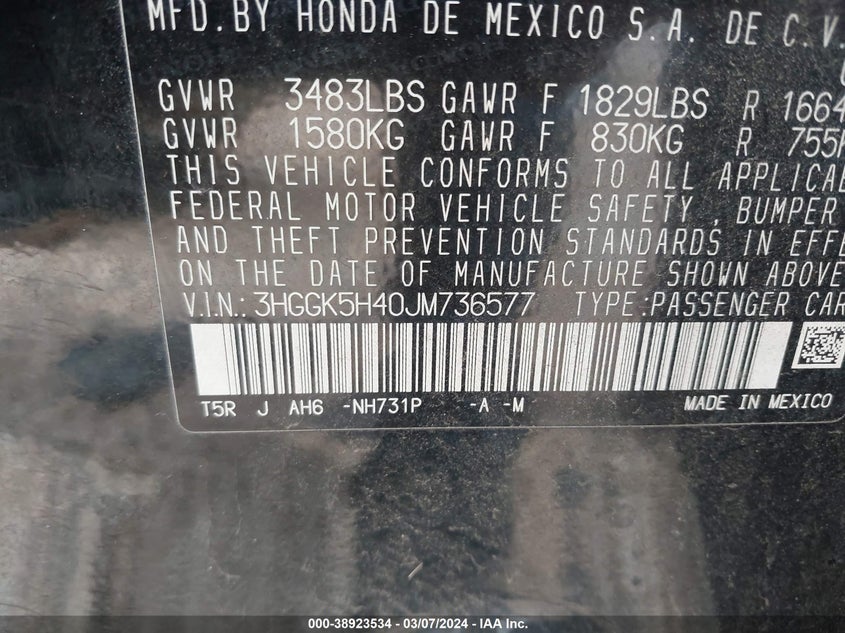 MFD.BY HONDA DE MEXICO S.A. DE C.V.
GVWR 3483LBS GAWR F 1829LBS R 1664
GVWR 1580KG GAWR F 830KG R 755
THIS VEHICLE CONFORMS TO ALL APPLICABLE
FEDERAL MOTOR VEHICLE SAFETY, BUMPER
AND THEFT PREVENTION STANDARDS IN EFFE
ON THE DATE OF MANUFACTURE SHOWN ABOVE
V.I.N.: 3HGGK5H40JM736577 TYPE:PASSENGER CAR
T5R J AH6 -NH731P -A -M MADE IN MEXICO
000-38923534 - 03/07/2024 - IAA Inc.